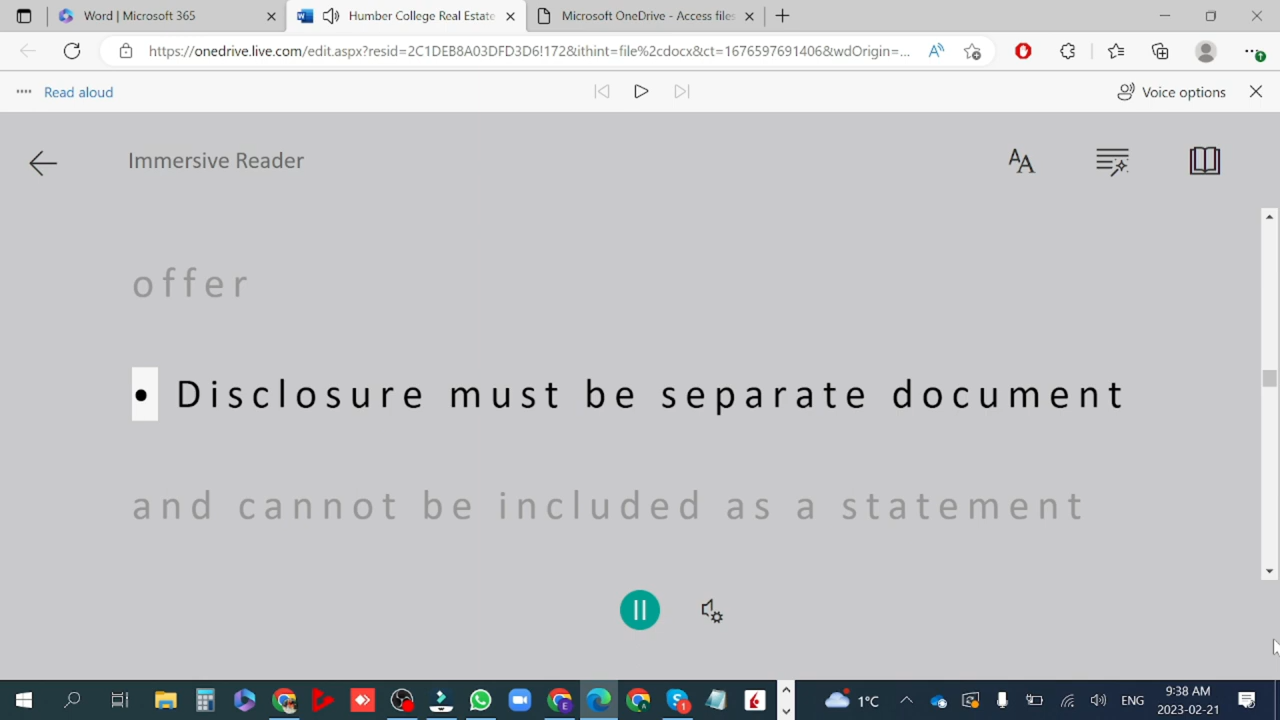 Word | Microsoft 365
Humber College Real Estate
Microsoft OneDrive - Access files
https://onedrive.live.com/edit.aspx?resid=2C1DEB8A03DFD3D6!172&ithint=file%2cdocx&ct=1676597691406&wdOrigin=...
Read aloud
Voice options
Immersive Reader
offer
• Disclosure must be separate document
and cannot be included as a statement
1°C
ENG
9:38 AM
2023-02-21